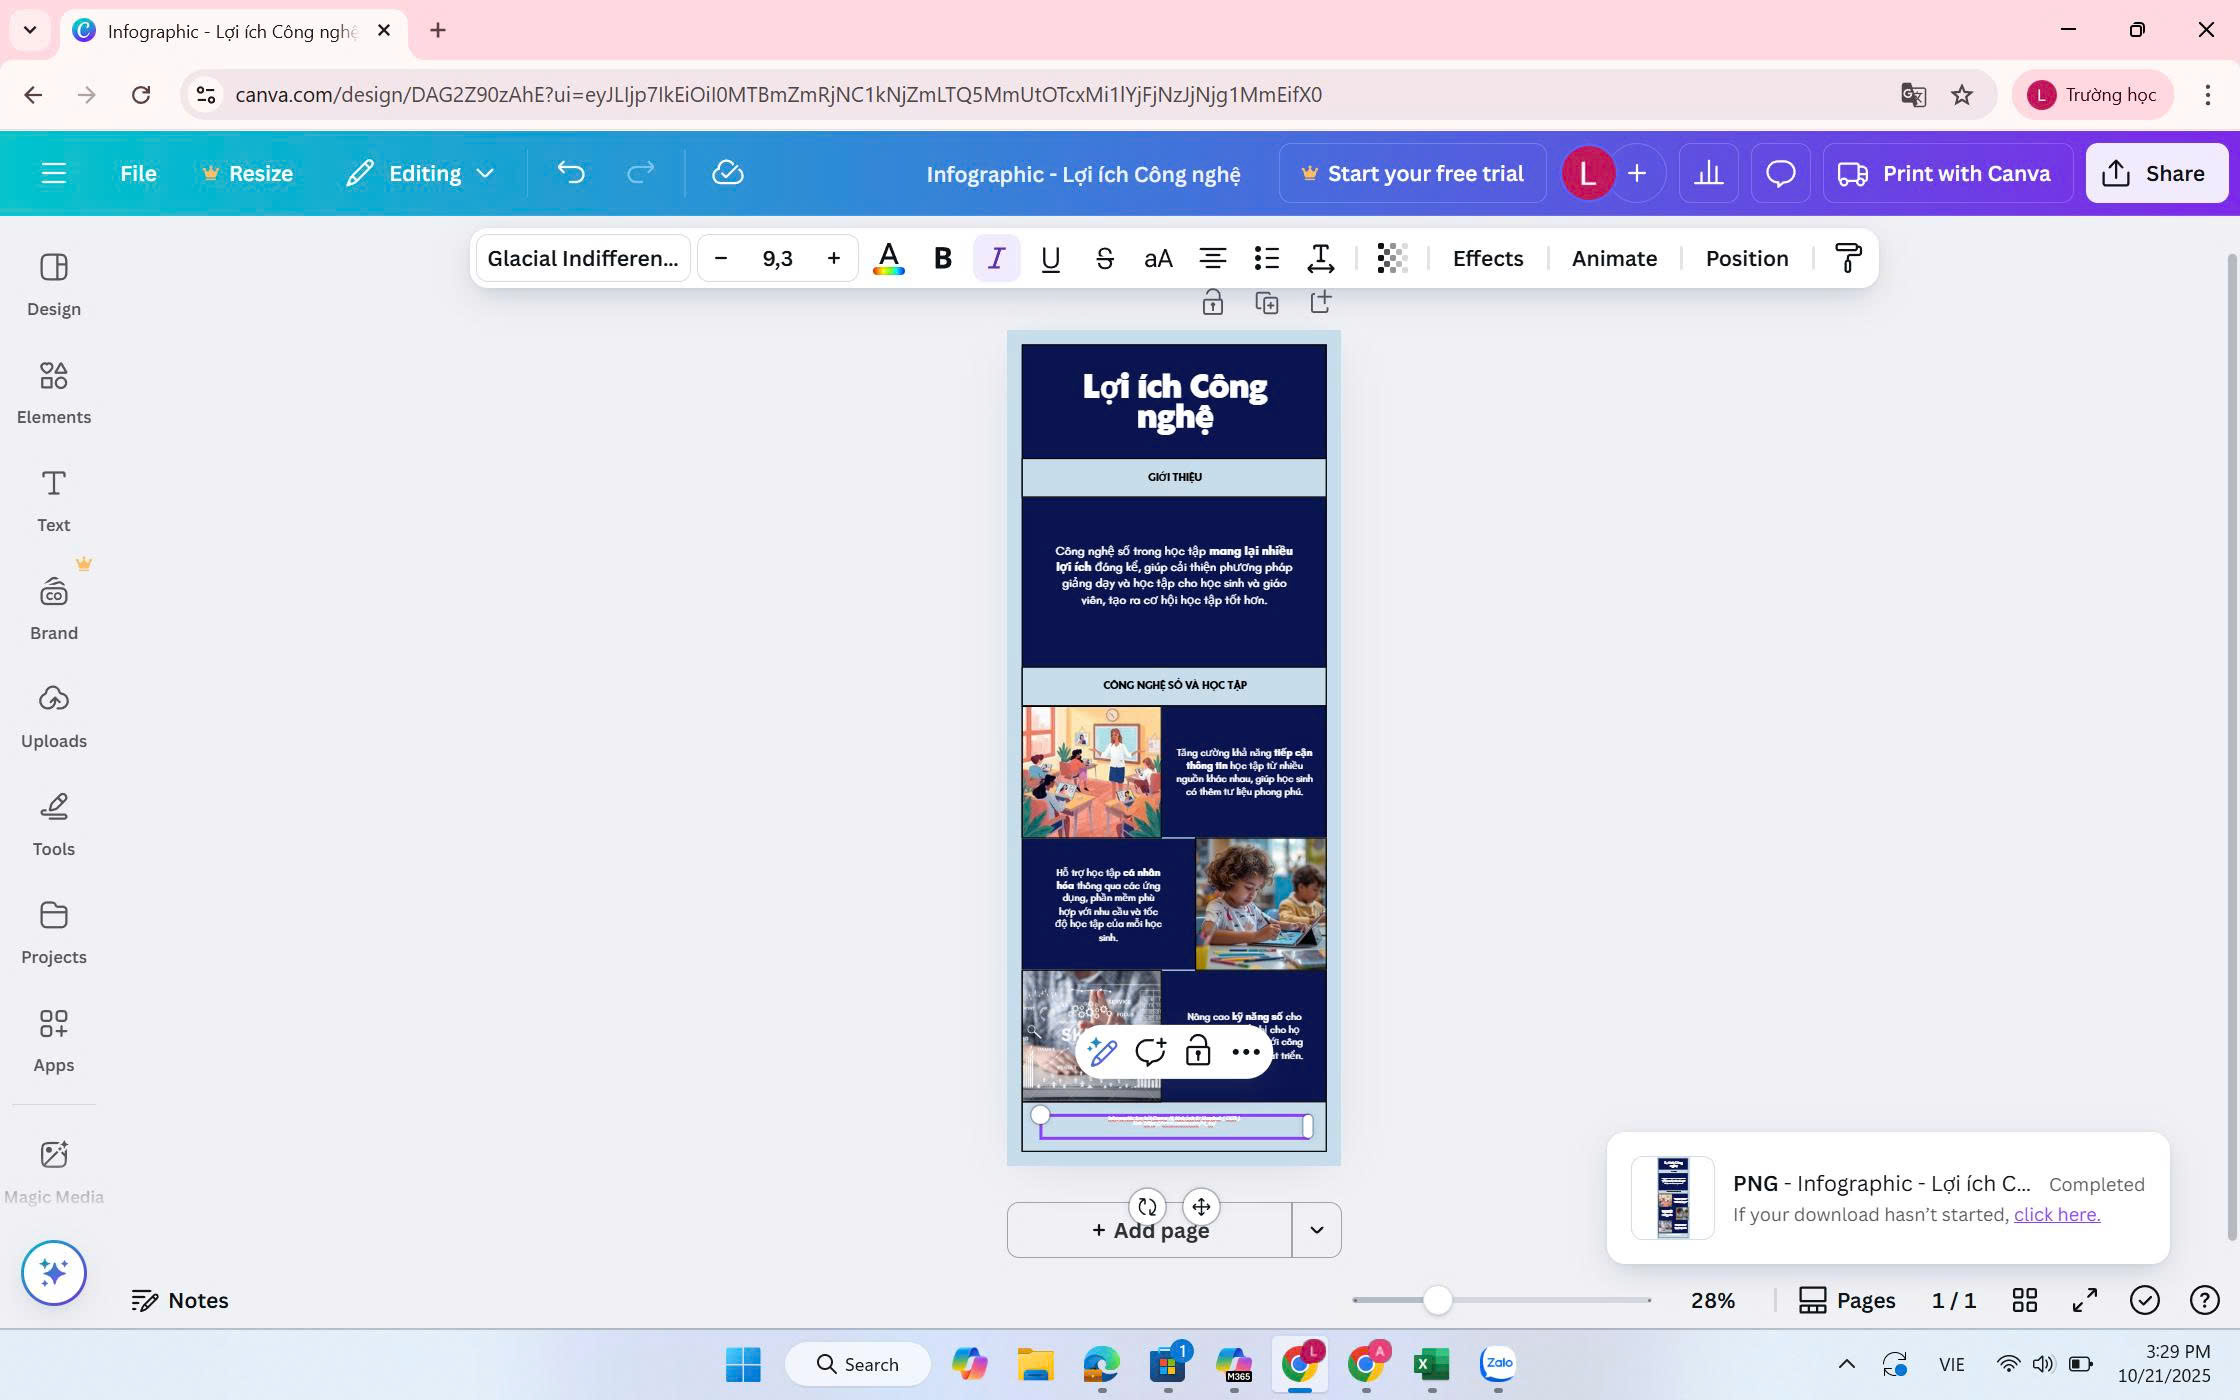 Infographic - Lợi ích Công nghệ
canva.com/design/DAG2Z90zAhE?ui=eyJLIjp7IkEiOiI0MTBmZmRjNC1kNjZmLTQ5MmUtOTcxMi1lYjFjNzJjNjg1MmEifX0
L Trường học
File
Resize
Editing
Infographic - Lợi ích Công nghệ
Start your free trial
L
Print with Canva
Share
Glacial Indifferen...
– 9,3 +
A B I U S aA T
Effects
Animate
Position
Design
Elements
Text
Brand
Uploads
Tools
Projects
Apps
Magic Media
Lợi ích Công
nghệ
GIỚI THIỆU
Công nghệ số trong học tập mang lại nhiều
lợi ích đáng kể, giúp cải thiện phương pháp
giảng dạy và học tập cho học sinh và giáo
viên, tạo ra cơ hội học tập tốt hơn.
CÔNG NGHỆ SỐ VÀ HỌC TẬP
Tăng cường khả năng tiếp cận
thông tin học tập từ nhiều
nguồn khác nhau, giúp học sinh
có thêm tư liệu phong phú.
Hỗ trợ học tập cá nhân
hóa thông qua các ứng
dụng, phần mềm phù
hợp với nhu cầu và tốc
độ học tập của mỗi học
sinh.
Nâng cao kỹ năng số cho
cho họ
công
triển.
+ Add page
PNG - Infographic - Lợi ích C... Completed
If your download hasn't started, click here.
Notes
28%
Pages
1 / 1
Search
1
M365
L
A
Zalo
VIE
3:29 PM
10/21/2025